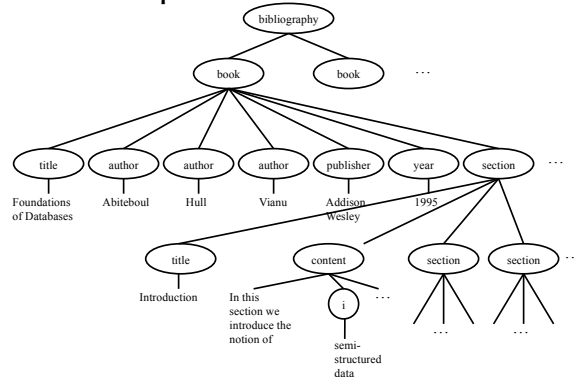 bibliography
book
book
...
title
author
author
author
publisher
year
section
...
Foundations
of Databases
Abiteboul
Hull
Vianu
Addison
Wesley
1995
title
content
section
section
..
Introduction
In this
section we
introduce the
notion of
i
...
...
...
semi-
structured
data